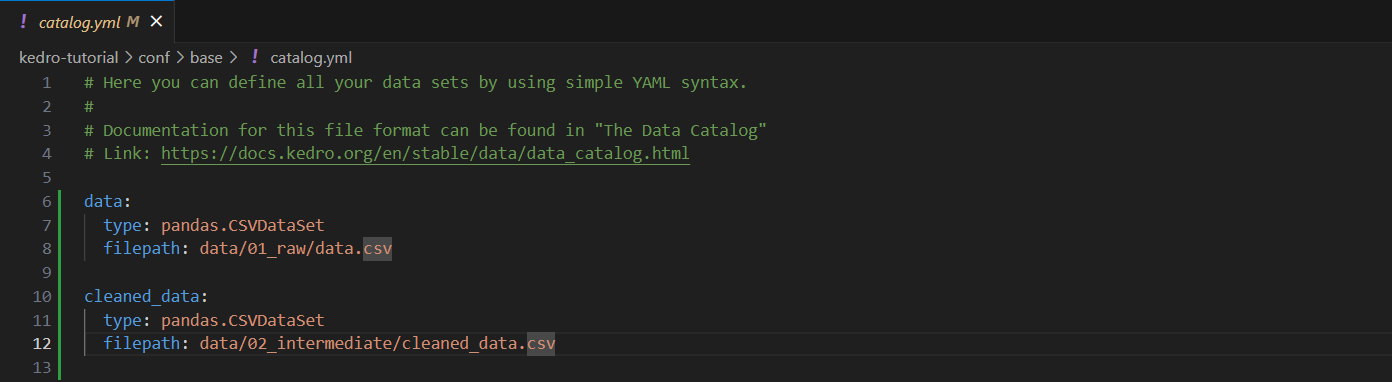 ! catalog.yml M ×
kedro-tutorial > conf > base > ! catalog.yml
1 # Here you can define all your data sets by using simple YAML syntax.
2 #
3 # Documentation for this file format can be found in "The Data Catalog"
4 # Link: https://docs.kedro.org/en/stable/data/data_catalog.html
5
6 data:
7   type: pandas.CSVDataSet
8   filepath: data/01_raw/data.csv
9
10 cleaned_data:
11   type: pandas.CSVDataSet
12   filepath: data/02_intermediate/cleaned_data.csv
13